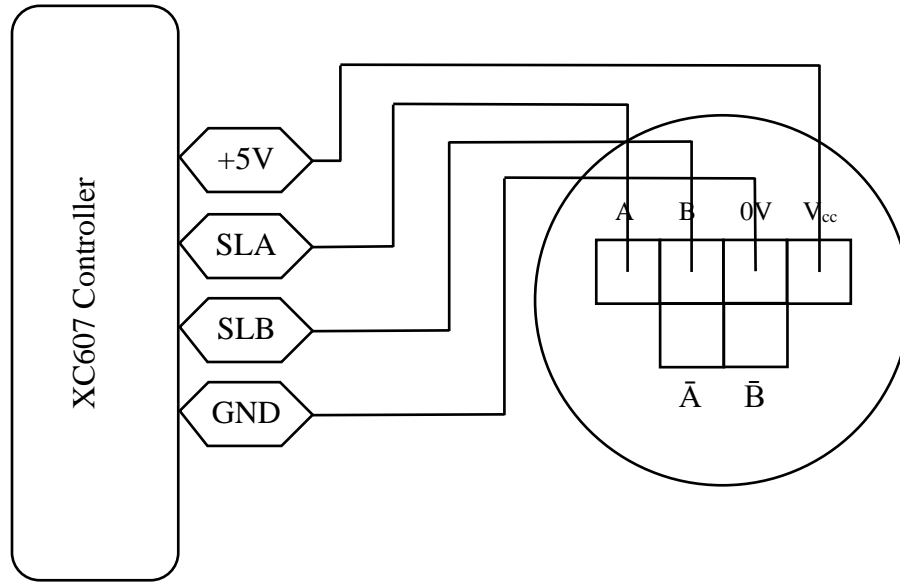 XC607 Controller
+5V
SLA
SLB
GND
A B 0V Vcc
Ā B̄